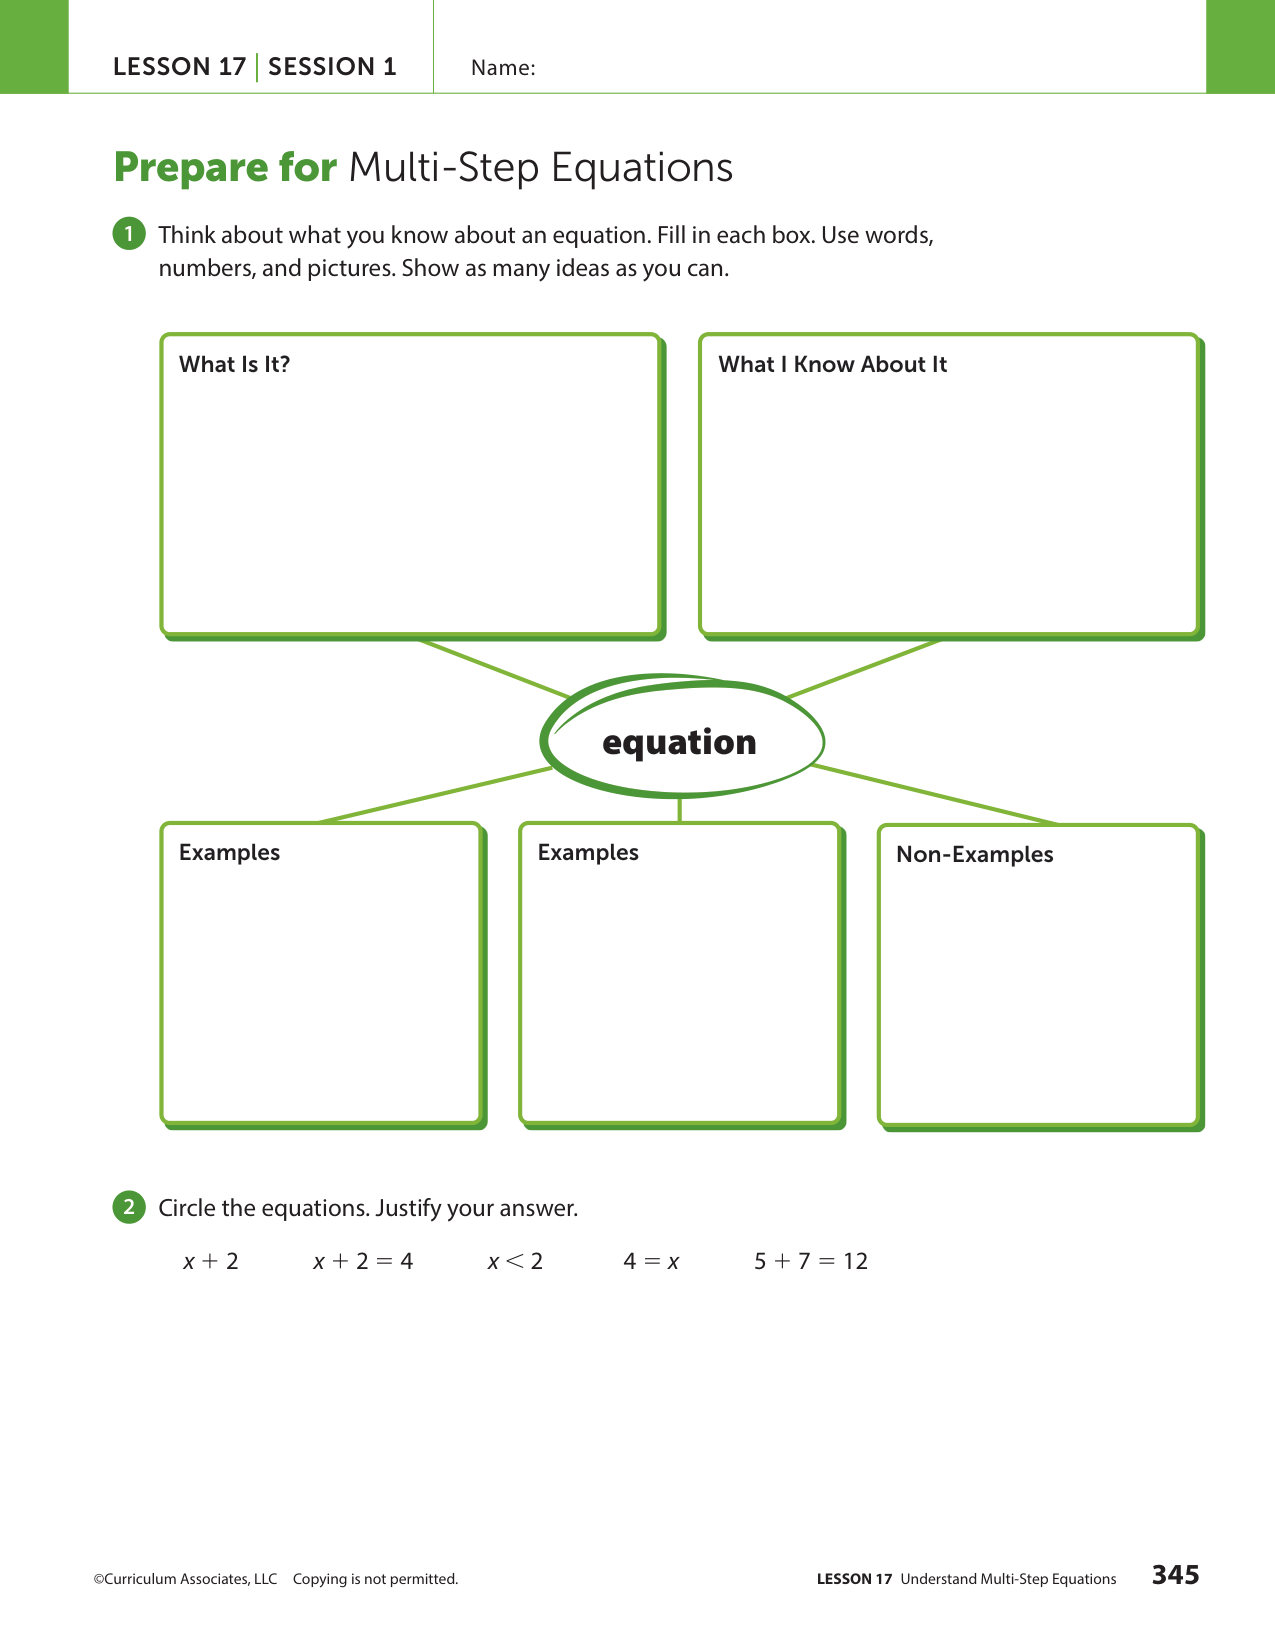 LESSON 17 | SESSION 1
Name:
Prepare for Multi-Step Equations
1 Think about what you know about an equation. Fill in each box. Use words,
numbers, and pictures. Show as many ideas as you can.
What Is It?
What I Know About It
equation
Examples
Examples
Non-Examples
2 Circle the equations. Justify your answer.
x + 2 x + 2 = 4 x < 2 4 = x 5 + 7 = 12
©Curriculum Associates, LLC Copying is not permitted.
LESSON 17 Understand Multi-Step Equations 345